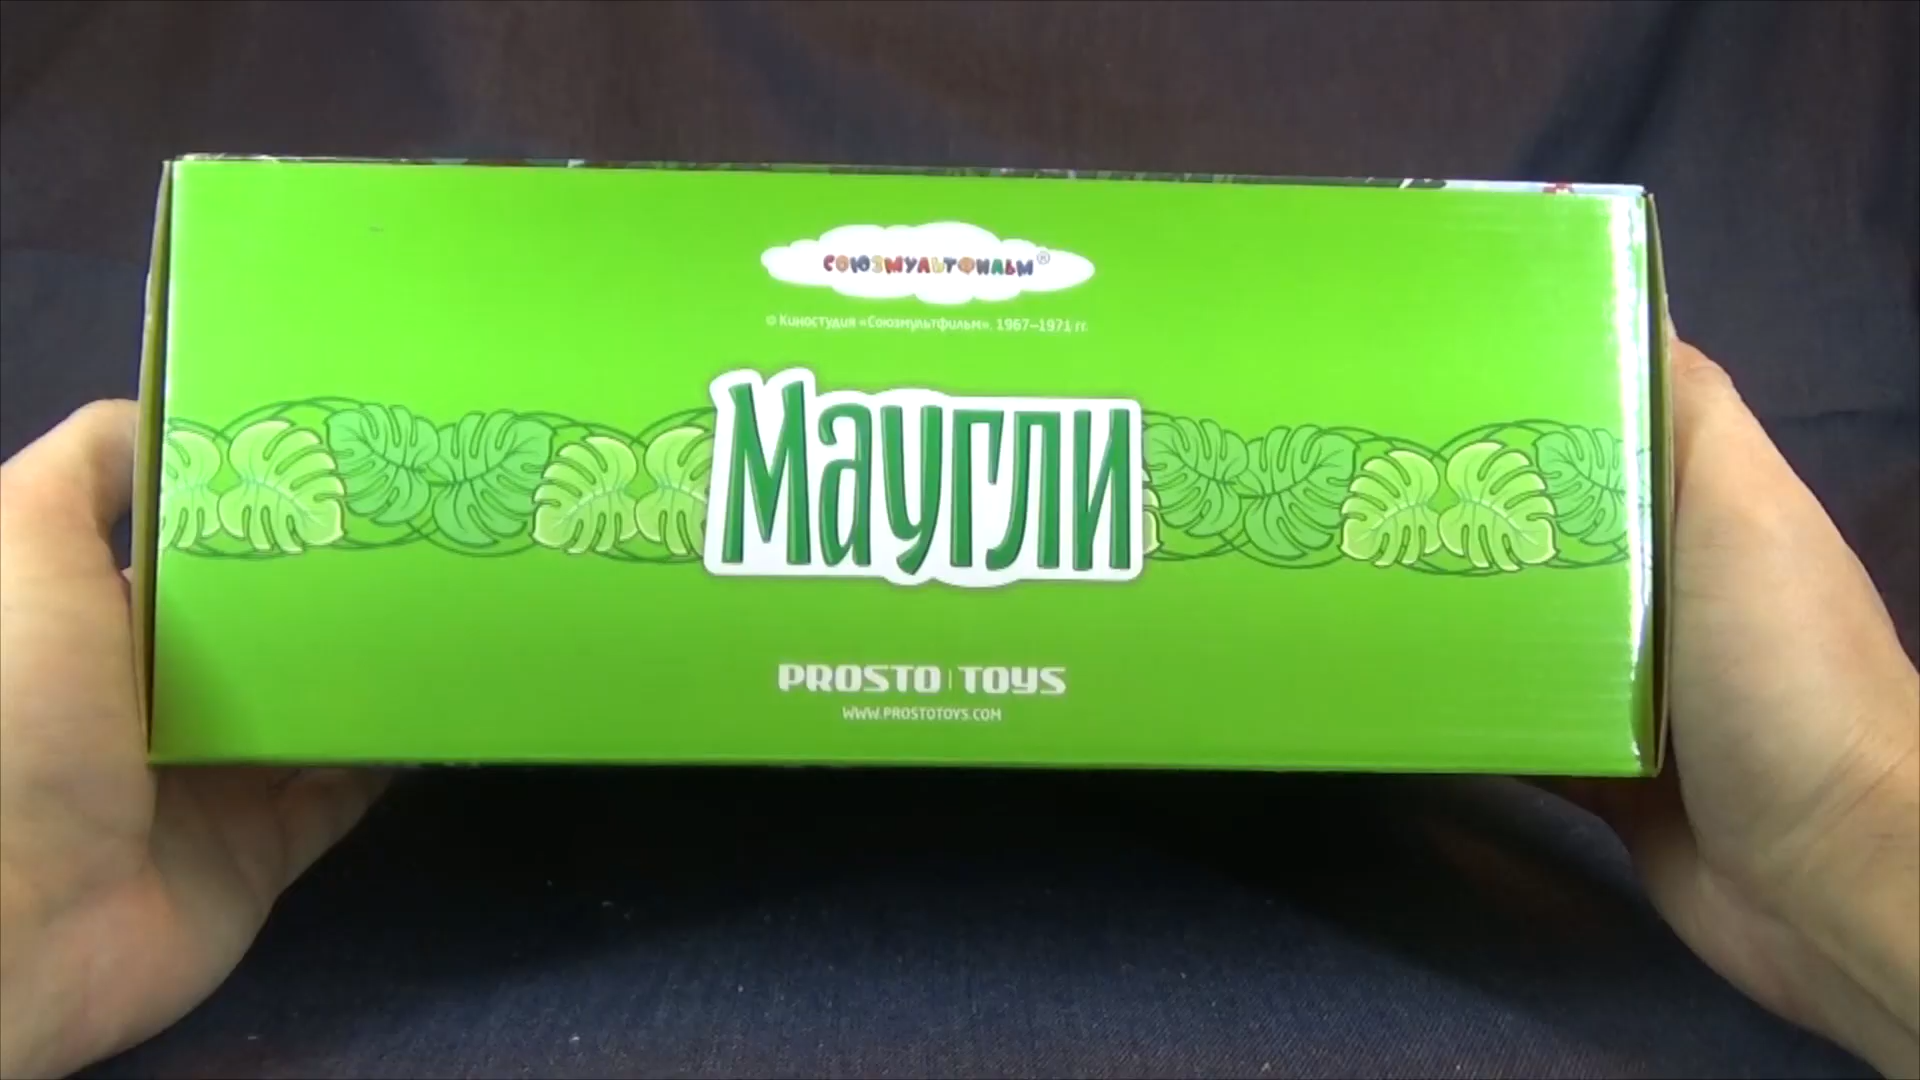 СОЮЗМУЛЬТФИЛЬМ®
© Киностудия «Союзмультфильм», 1967–1971 гг.
Маугли
PROSTO | TOYS
WWW.PROSTOTOYS.COM